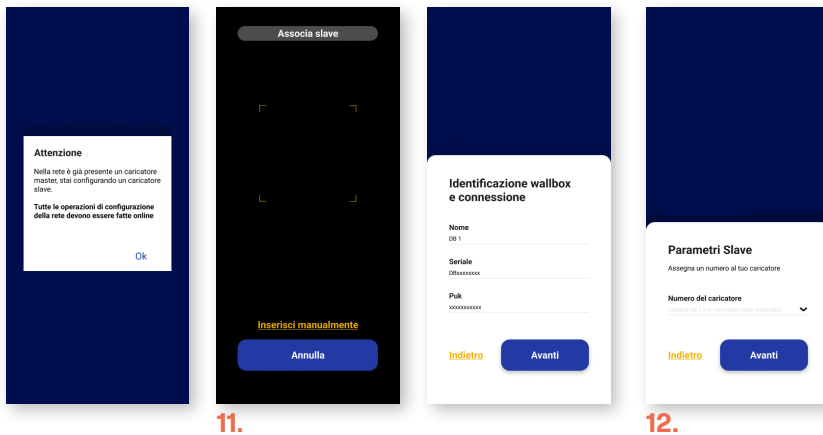 Attenzione
Nella rete è già presente un caricatore
master, stai configurando un caricatore
slave.
Tutte le operazioni di configurazione
della rete devono essere fatte online
Ok
Associa slave
Inserisci manualmente
Annulla
11.
Identificazione wallbox
e connessione
Nome
DB 1
Seriale
DBxxxxxxxx
Puk
xxxxxxxxxxx
Indietro
Avanti
Parametri Slave
Assegna un numero al tuo caricatore
Numero del caricatore
Indietro
Avanti
12.